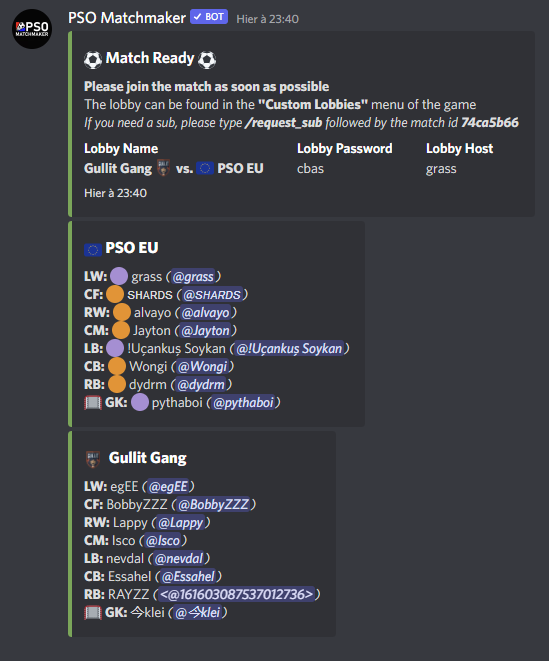 PSO
MATCHMAKER
PSO Matchmaker ✓ BOT Hier à 23:40
⚽ Match Ready ⚽
Please join the match as soon as possible
The lobby can be found in the "Custom Lobbies" menu of the game
If you need a sub, please type /request_sub followed by the match id 74ca5b66
Lobby Name Lobby Password Lobby Host
Gullit Gang vs. 🇪🇺 PSO EU cbas grass
Hier à 23:40
🇪🇺 PSO EU
LW: 🟣 grass (@grass)
CF: 🟠 SHARDS (@SHARDS)
RW: 🟠 alvayo (@alvayo)
CM: 🟠 Jayton (@Jayton)
LB: 🟣 !Uçankuş Soykan (@!Uçankuş Soykan)
CB: 🟠 Wongi (@Wongi)
RB: 🟠 dydrm (@dydrm)
🥅 GK: 🟣 pythaboi (@pythaboi)
Gullit Gang
LW: egEE (@egEE)
CF: BobbyZZZ (@BobbyZZZ)
RW: Lappy (@Lappy)
CM: Isco (@Isco)
LB: nevdal (@nevdal)
CB: Essahel (@Essahel)
RB: RAYZZ (<@161603087537012736>)
🥅 GK: 今klei (@今klei)